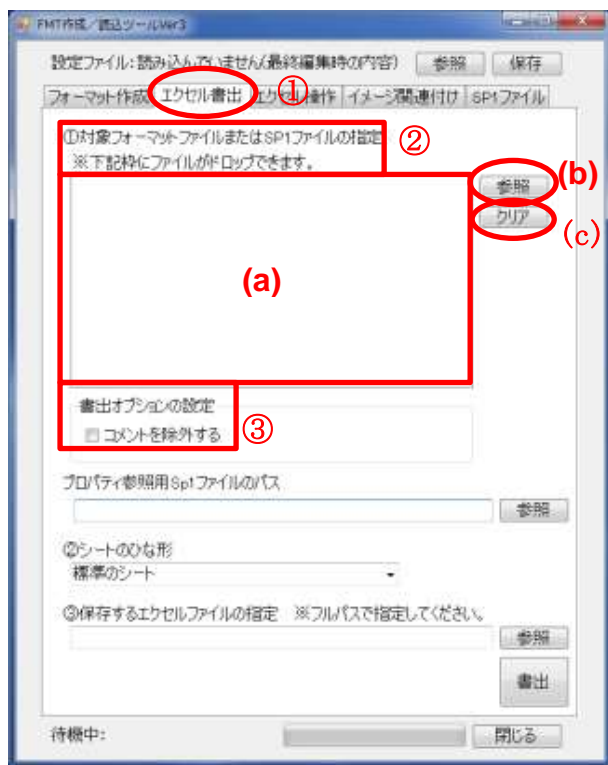 FMT作成/読込ツールVer3
設定ファイル:読み込んでいません(最終編集時の内容) 参照 保存
フォーマット作成 エクセル書出 エクセル操作 イメージ関連付け SP1ファイル
①
①対象フォーマットファイルまたはSP1ファイルの指定 ②
※下記枠にファイルがドロップできます。
参照 (b)
クリア (c)
(a)
書出オプションの設定
コメントを除外する ③
プロパティ参照用Sp1ファイルのパス
参照
②シートのひな形
標準のシート
③保存するエクセルファイルの指定 ※フルパスで指定してください。
参照
書出
待機中: 閉じる